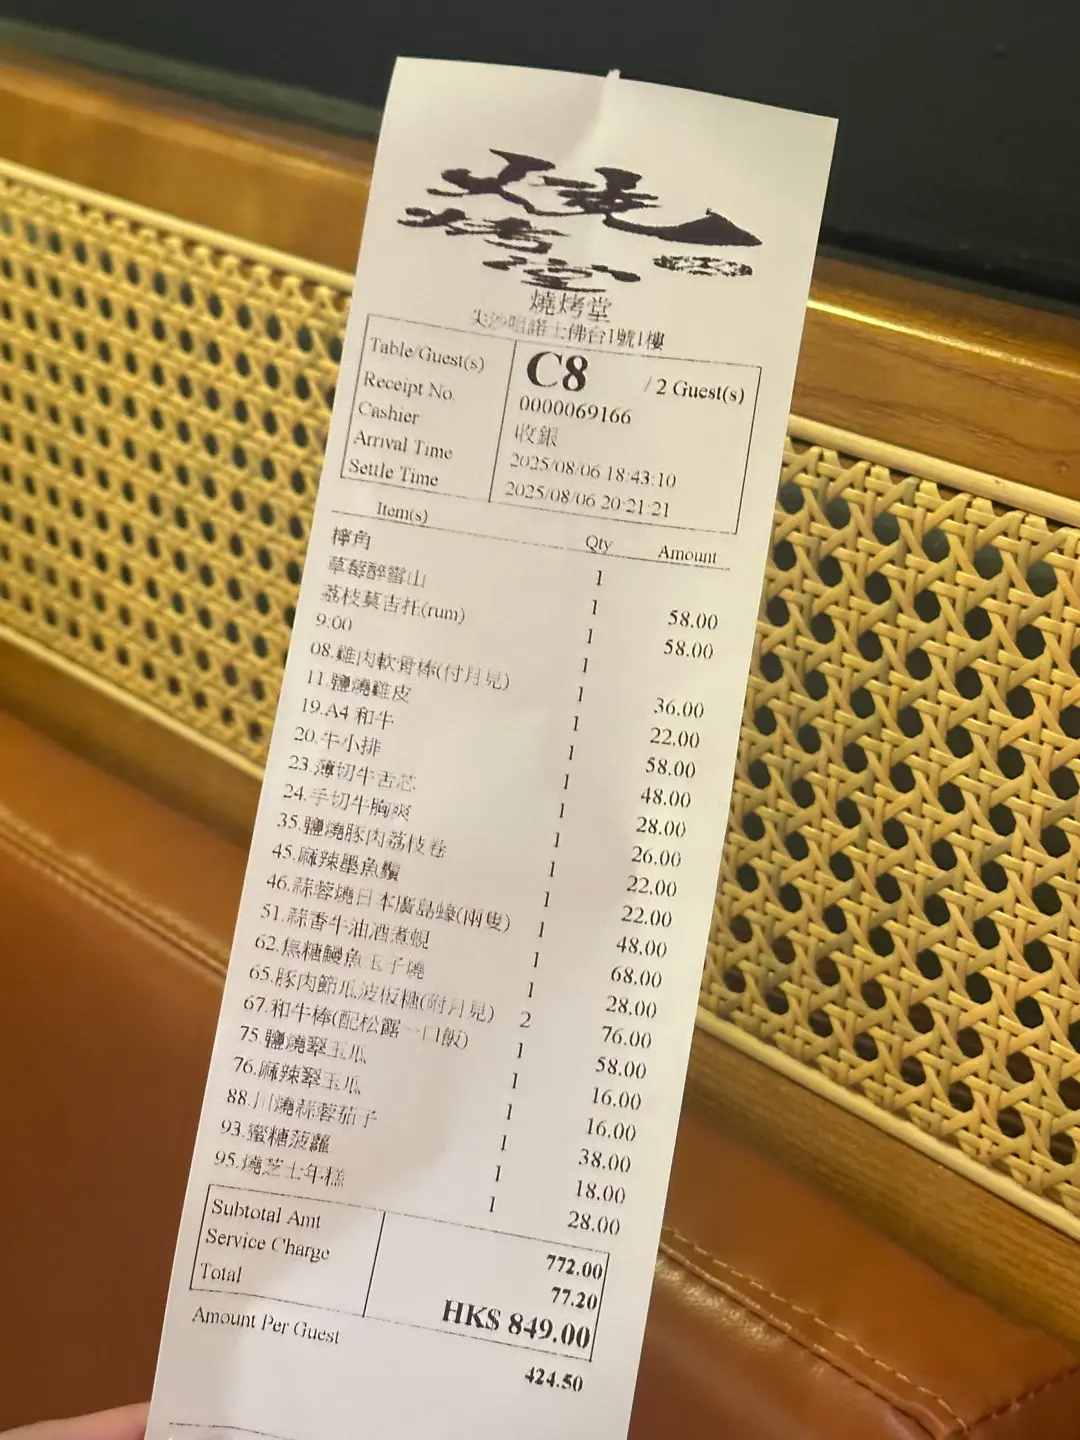 燒
烤
堂
燒烤堂
尖沙咀諾士佛台1號1樓
Table/Guest(s) C8 / 2 Guest(s)
Receipt No. 0000069166
Cashier 收銀
Arrival Time 2025/08/06 18:43:10
Settle Time 2025/08/06 20:21:21
Item(s) Qty Amount
檸角 1
草莓醉雪山 1 58.00
荔枝莫吉托(rum) 1 58.00
9:00 1
08.雞肉軟骨棒(付月見) 1 36.00
11.鹽燒雞皮 1 22.00
19.A4 和牛 1 58.00
20.牛小排 1 48.00
23.薄切牛舌芯 1 28.00
24.手切牛胸爽 1 26.00
35.鹽燒豚肉荔枝卷 1 22.00
45.麻辣墨魚鬚 1 22.00
46.蒜蓉燒日本廣島蠔(兩隻) 1 48.00
51.蒜香牛油酒煮蜆 1 68.00
62.焦糖鰻魚玉子燒 1 28.00
65.豚肉節瓜波板糖(附月見) 2 76.00
67.和牛棒(配松露一口飯) 1 58.00
75.鹽燒翠玉瓜 1 16.00
76.麻辣翠玉瓜 1 16.00
88.川燒蒜蓉茄子 1 38.00
93.蜜糖菠蘿 1 18.00
95.燒芝士年糕 1 28.00
Subtotal Amt 772.00
Service Charge 77.20
Total HK$ 849.00
Amount Per Guest 424.50